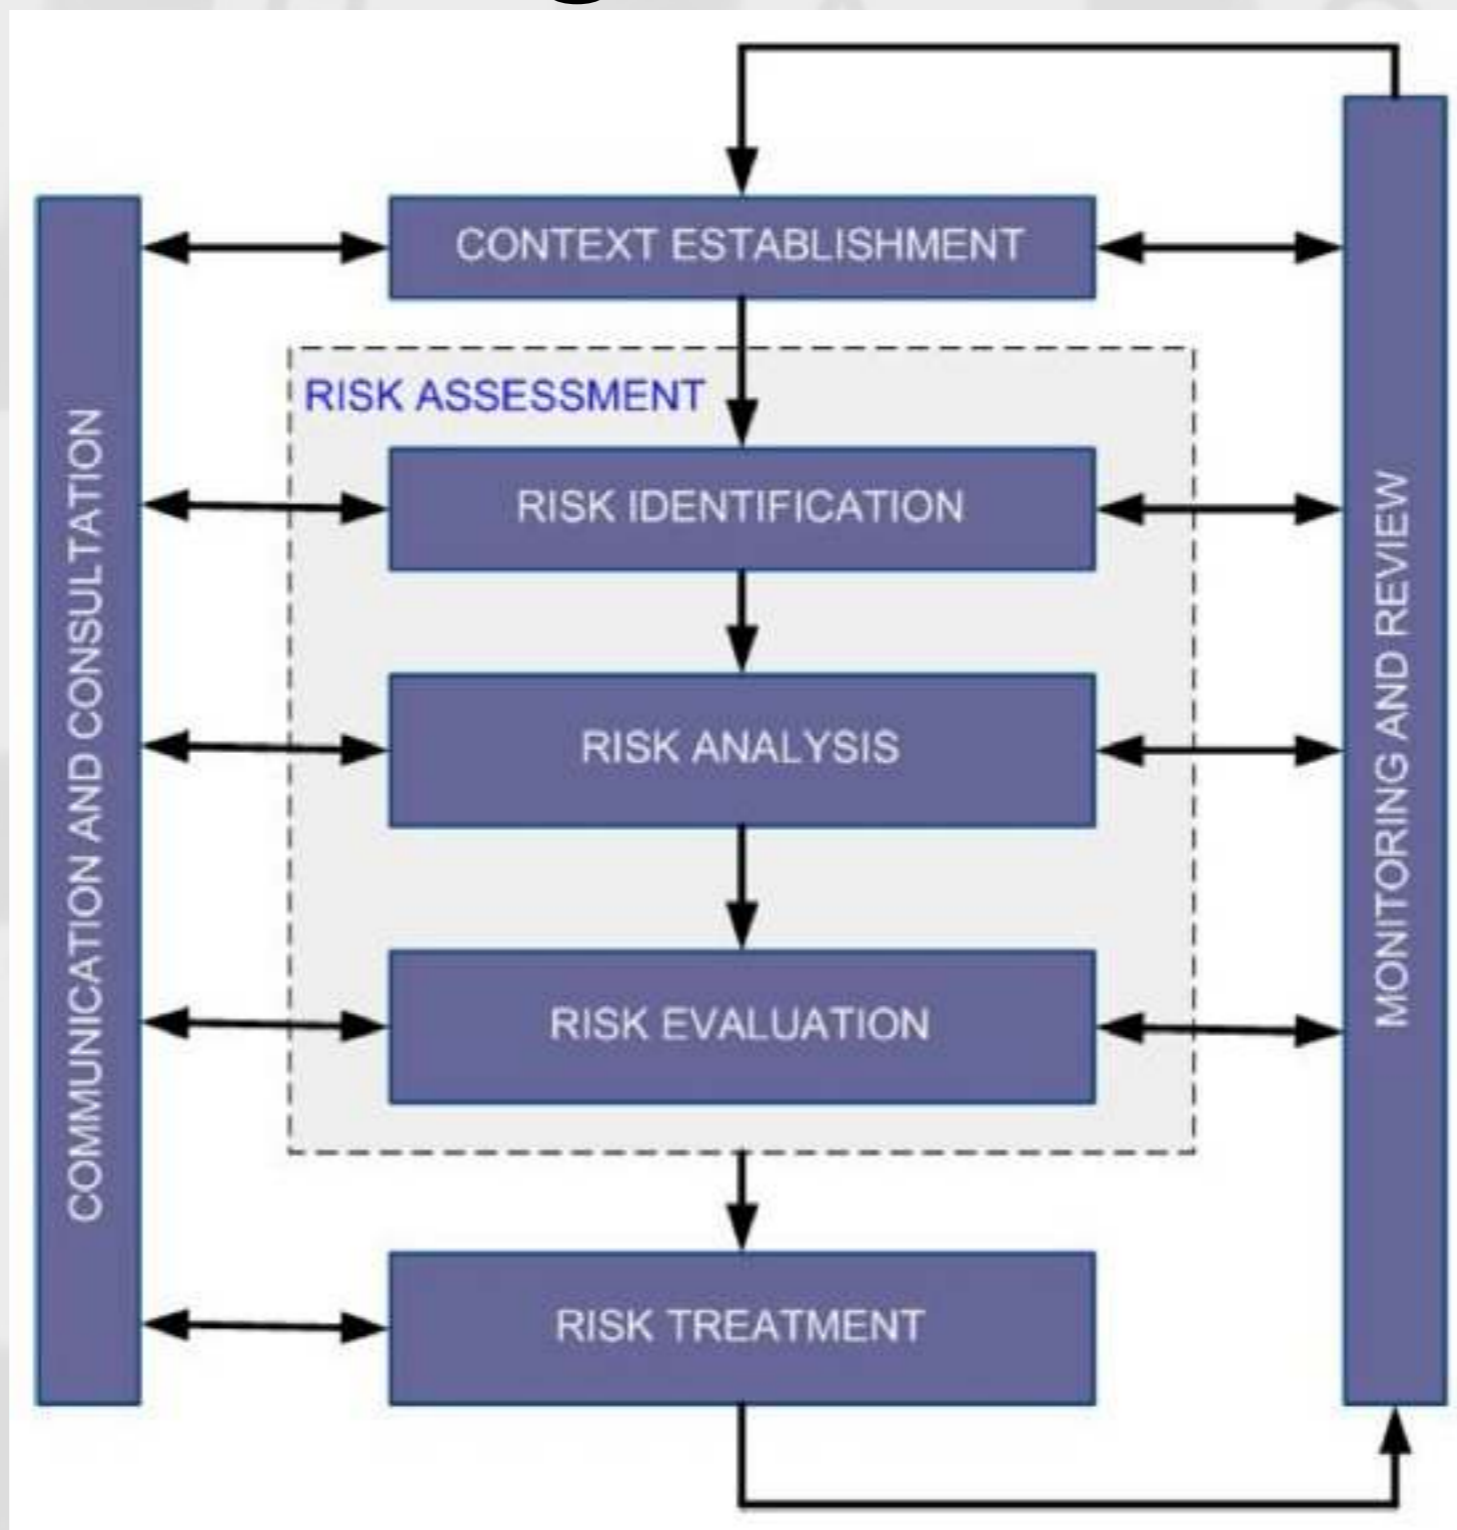 CONTEXT ESTABLISHMENT
RISK ASSESSMENT
RISK IDENTIFICATION
RISK ANALYSIS
RISK EVALUATION
RISK TREATMENT
COMMUNICATION AND CONSULTATION
MONITORING AND REVIEW